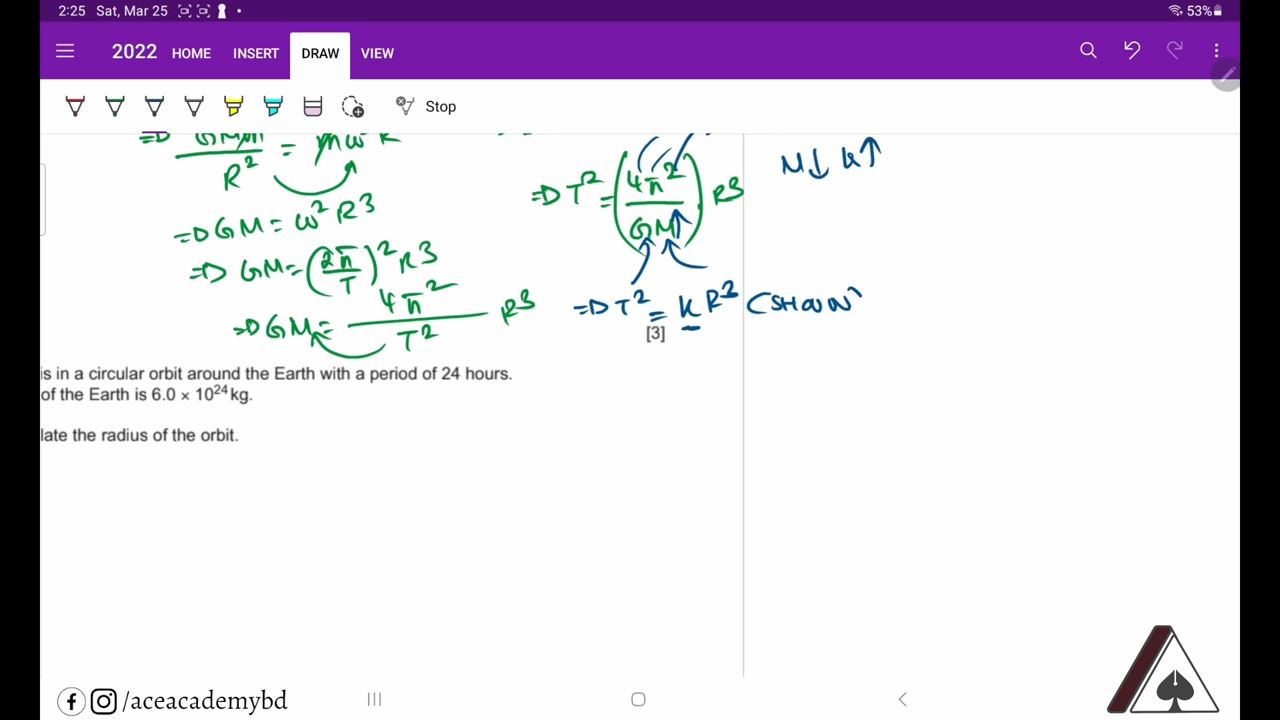 2:25 Sat, Mar 25 53%
2022 HOME INSERT DRAW VIEW
Stop
=> GMm/R² = mω²R
=> GM = ω²R³
=> GM = (2π/T)² R³
=> GM = 4π²/T² R³
=> T² = (4π²/GM) R³
=> T² = k R³ (SHOWN)
M↓ k↑
[3]
is in a circular orbit around the Earth with a period of 24 hours.
of the Earth is 6.0 × 10²⁴ kg.
late the radius of the orbit.
/aceacademybd